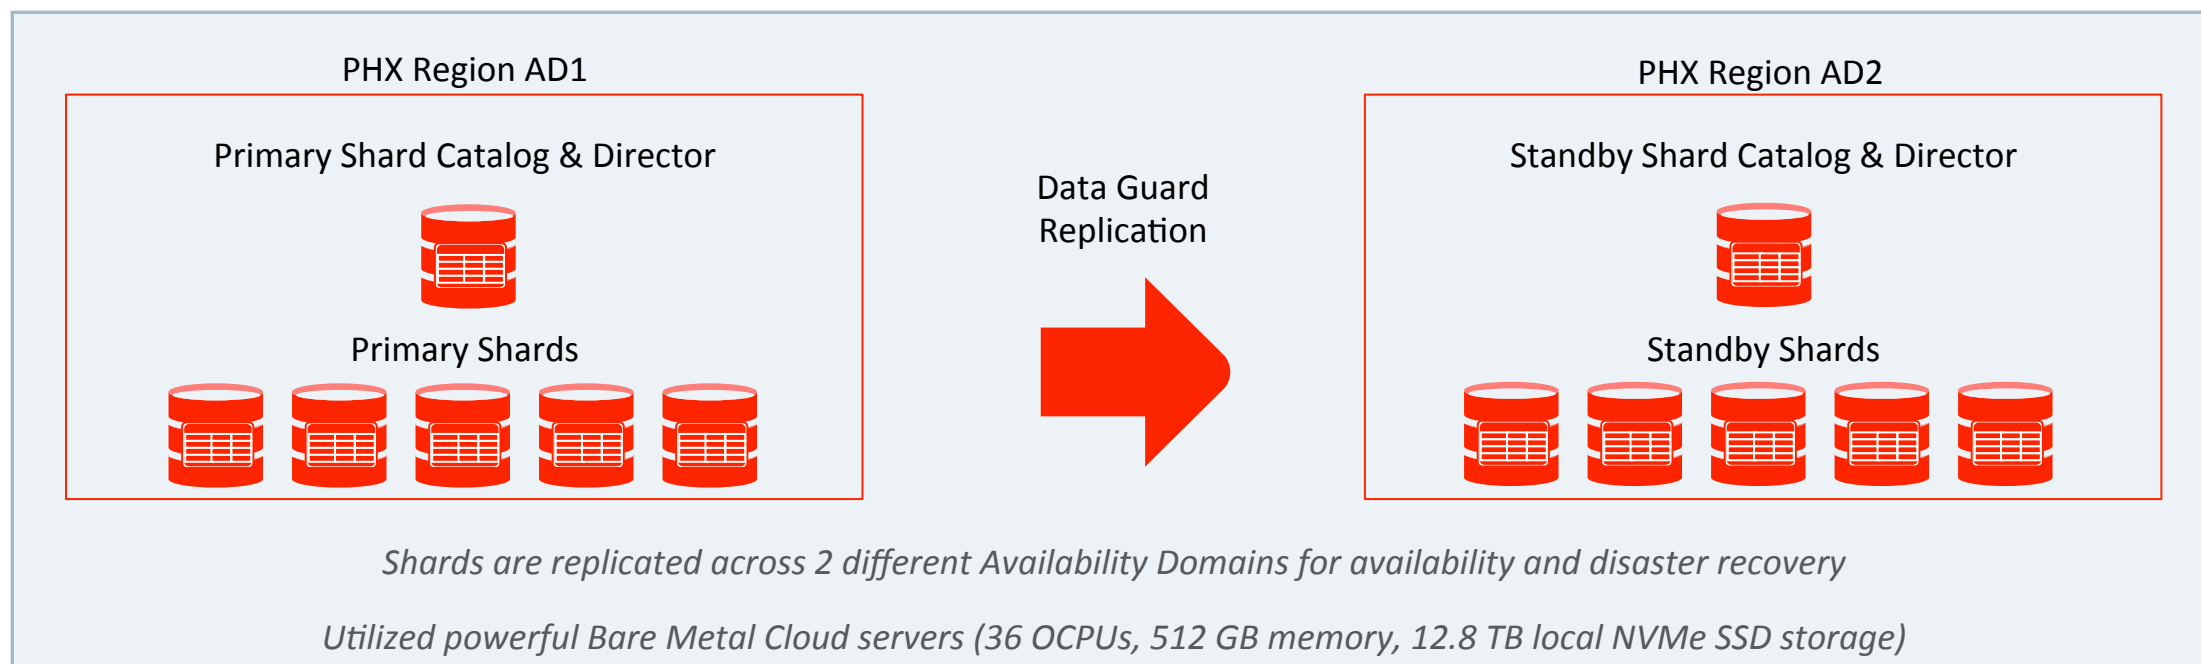 PHX Region AD1
Primary Shard Catalog & Director
Primary Shards
Data Guard
Replication
PHX Region AD2
Standby Shard Catalog & Director
Standby Shards
Shards are replicated across 2 different Availability Domains for availability and disaster recovery
Utilized powerful Bare Metal Cloud servers (36 OCPUs, 512 GB memory, 12.8 TB local NVMe SSD storage)